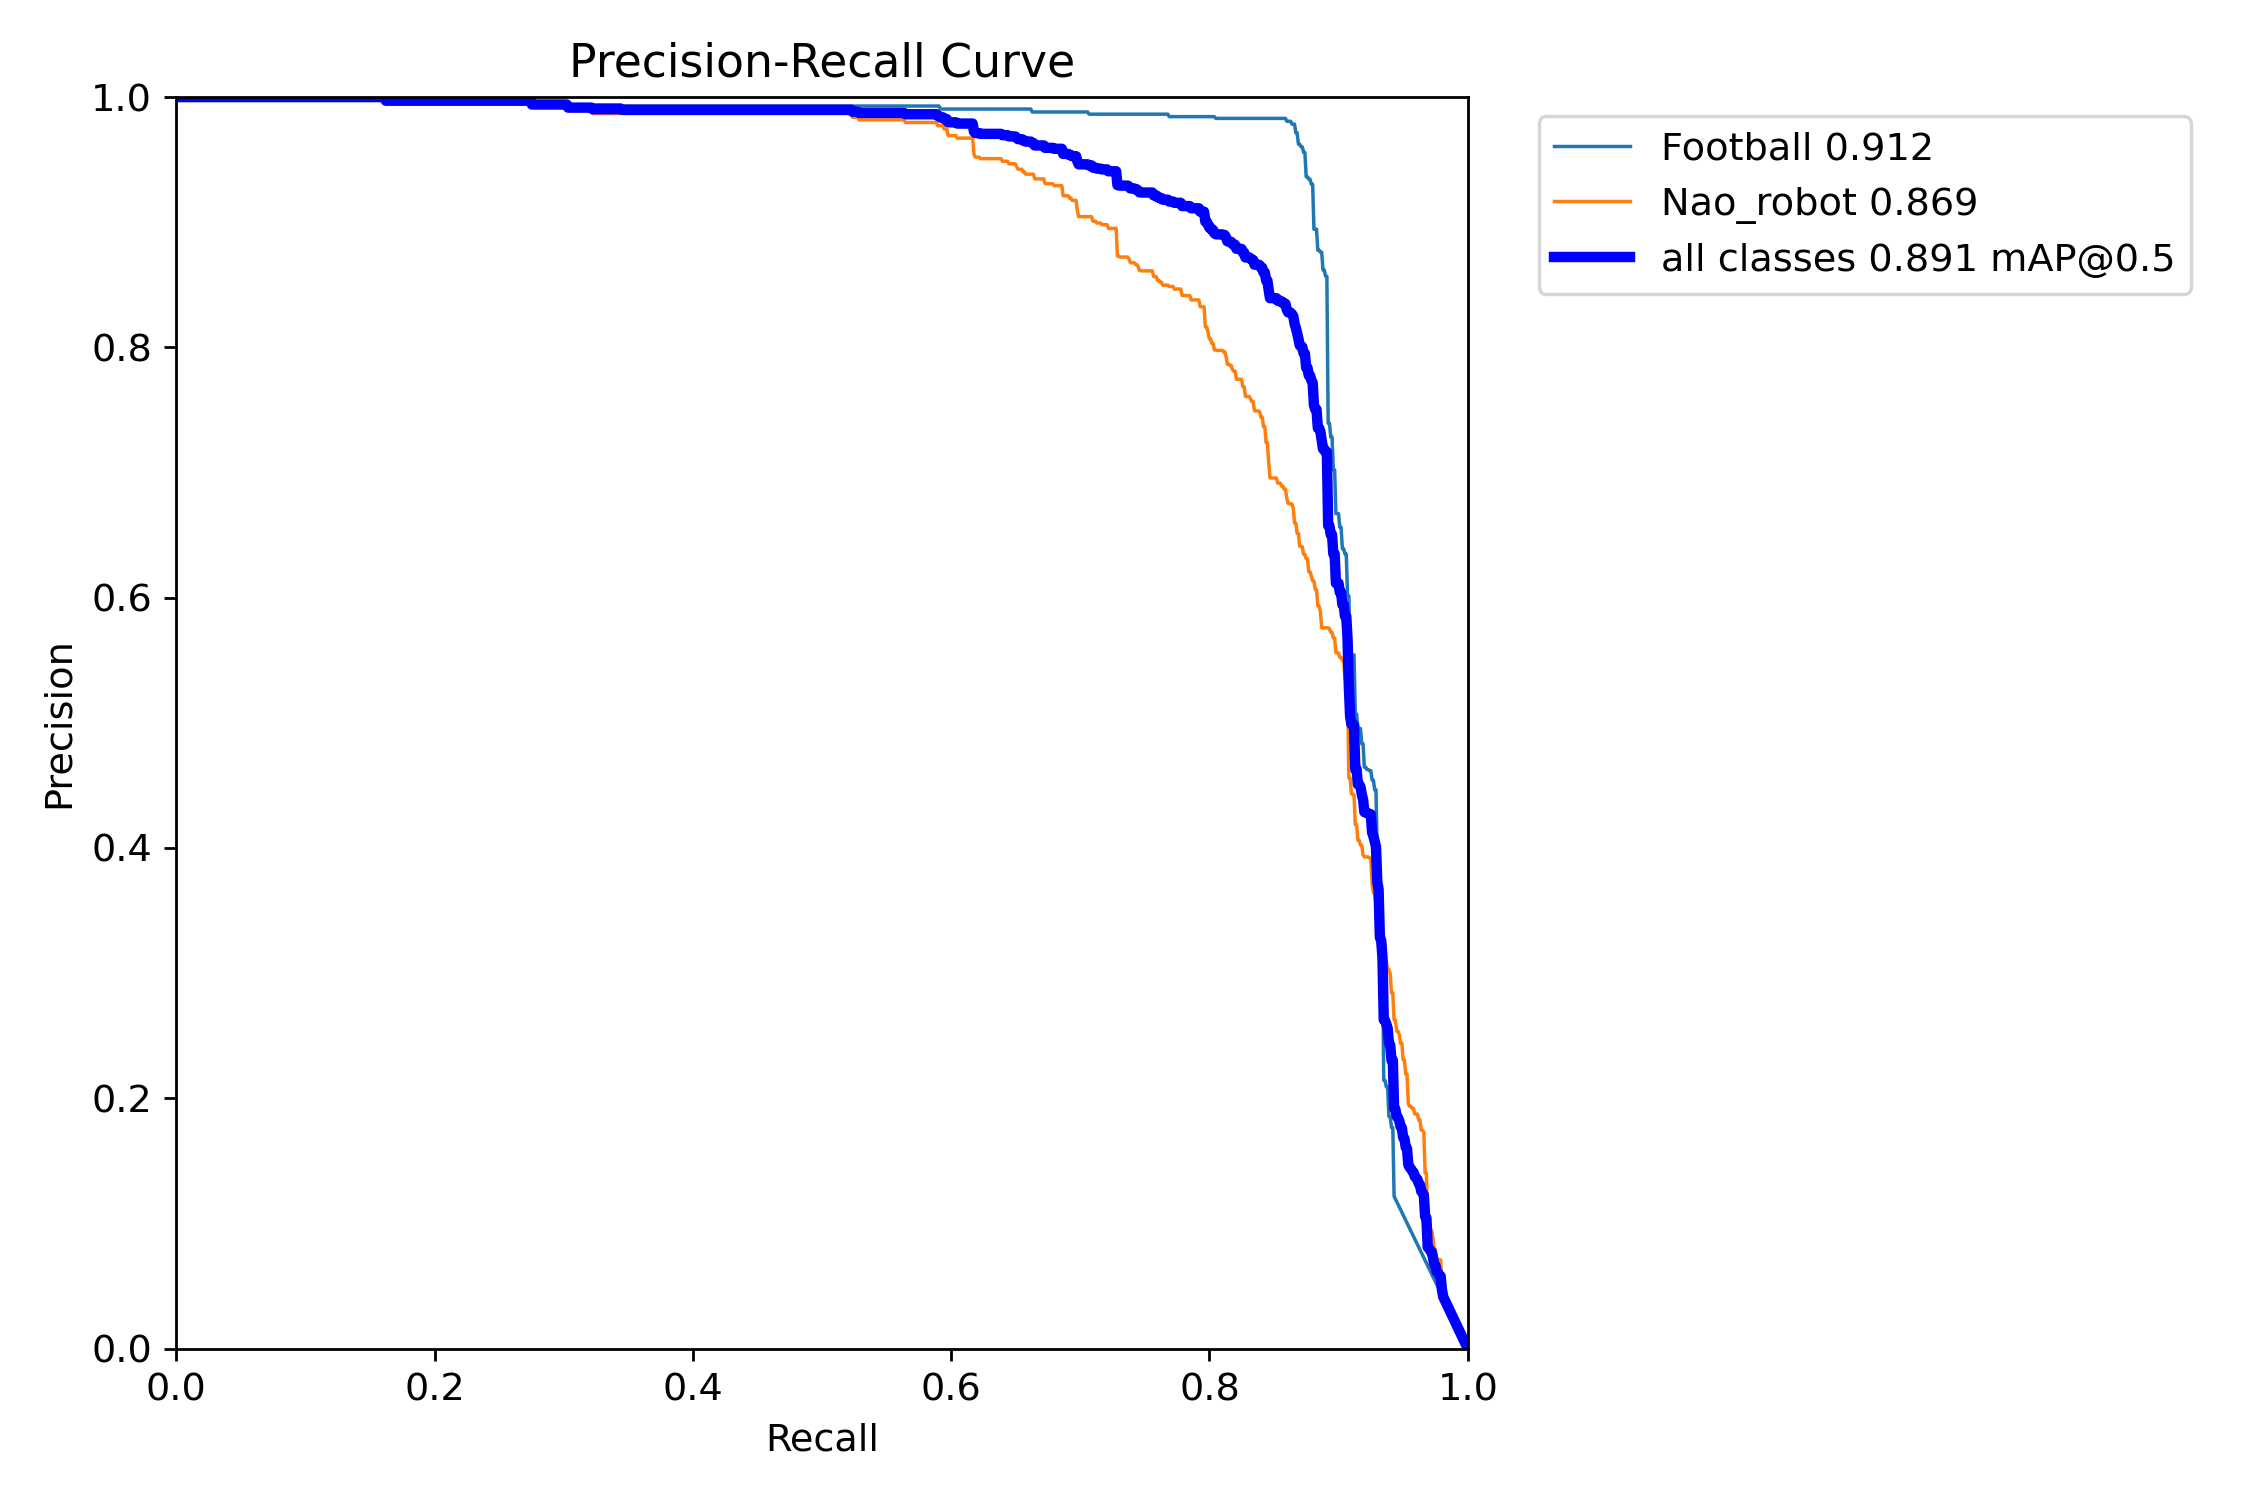 Precision-Recall Curve
1.0
0.8
0.6
0.4
0.2
0.0
Precision
0.0 0.2 0.4 0.6 0.8 1.0
Recall
Football 0.912
Nao_robot 0.869
all classes 0.891 mAP@0.5